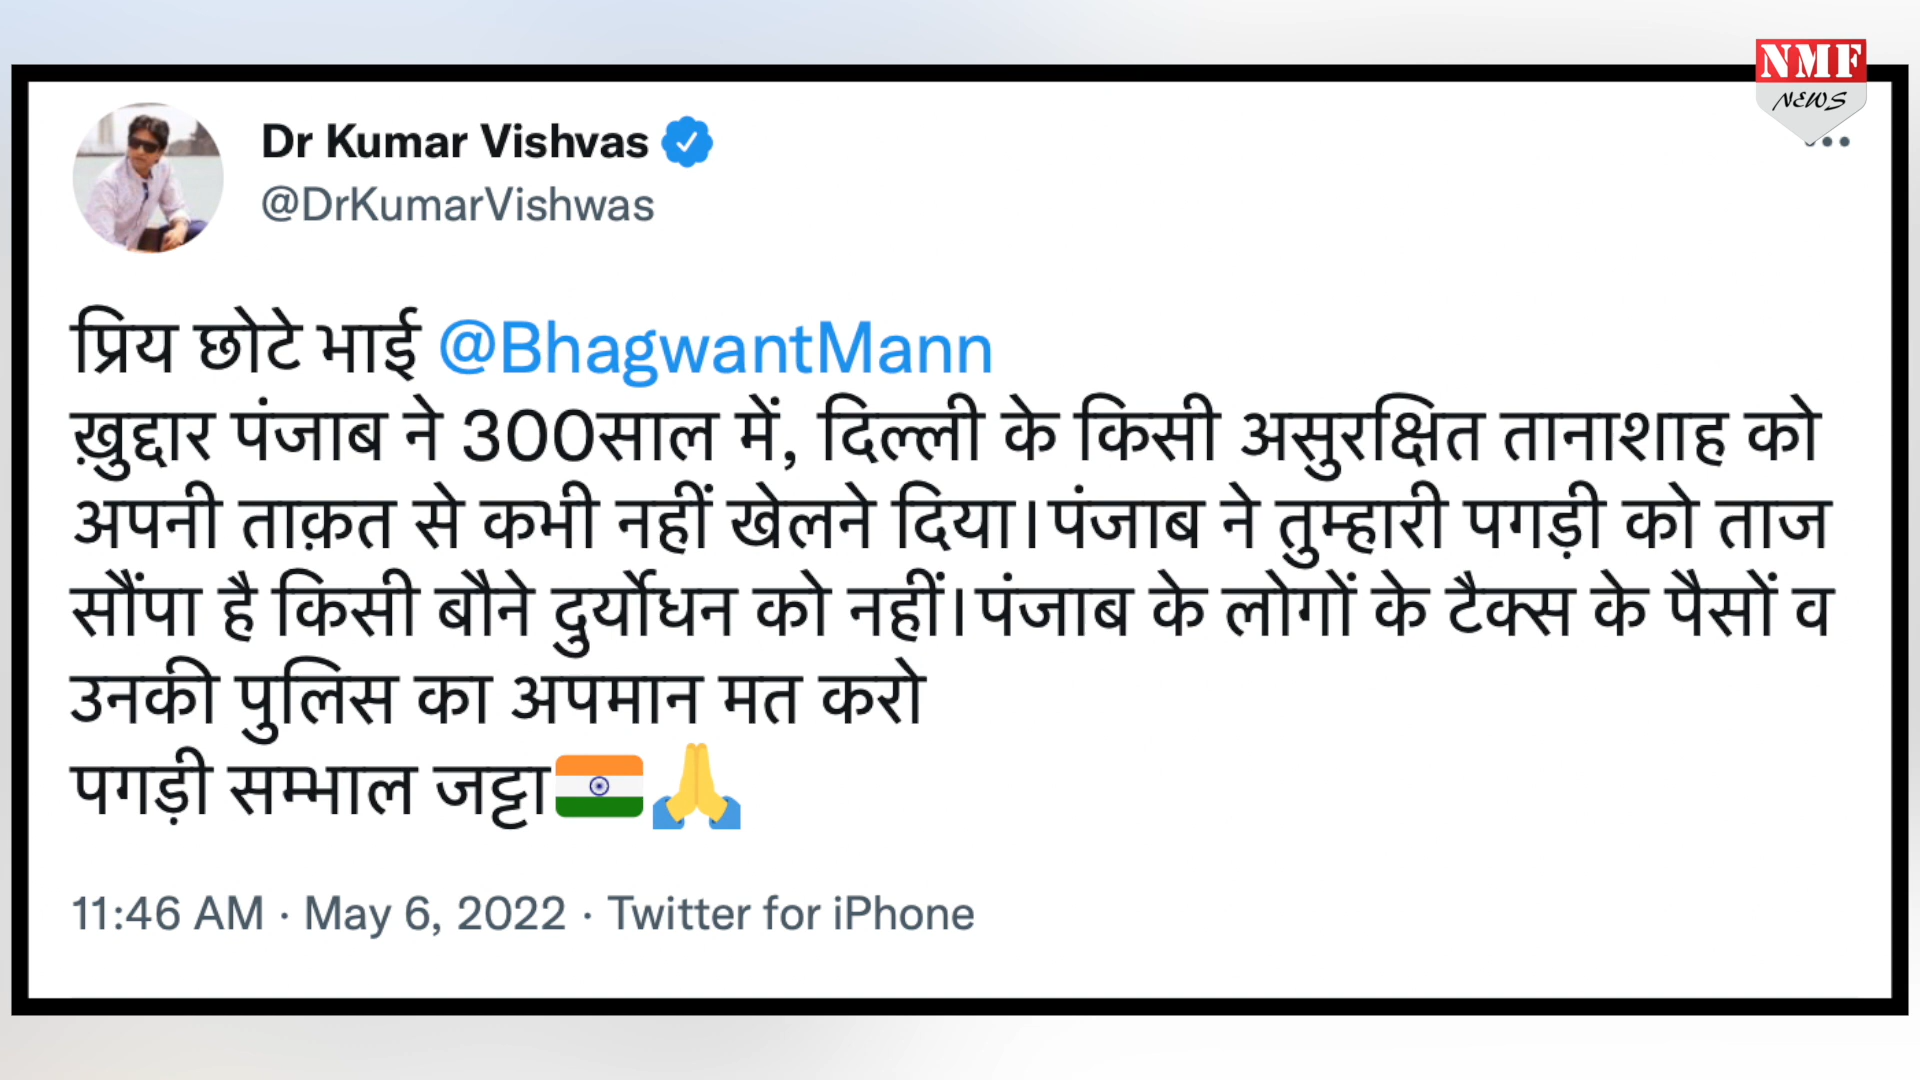 NMF
NEWS
Dr Kumar Vishvas
@DrKumarVishwas
प्रिय छोटे भाई @BhagwantMann
ख़ुद्दार पंजाब ने 300साल में, दिल्ली के किसी असुरक्षित तानाशाह को
अपनी ताक़त से कभी नहीं खेलने दिया।पंजाब ने तुम्हारी पगड़ी को ताज
सौंपा है किसी बौने दुर्योधन को नहीं।पंजाब के लोगों के टैक्स के पैसों व
उनकी पुलिस का अपमान मत करो
पगड़ी सम्भाल जट्टा🇮🇳🙏
11:46 AM · May 6, 2022 · Twitter for iPhone